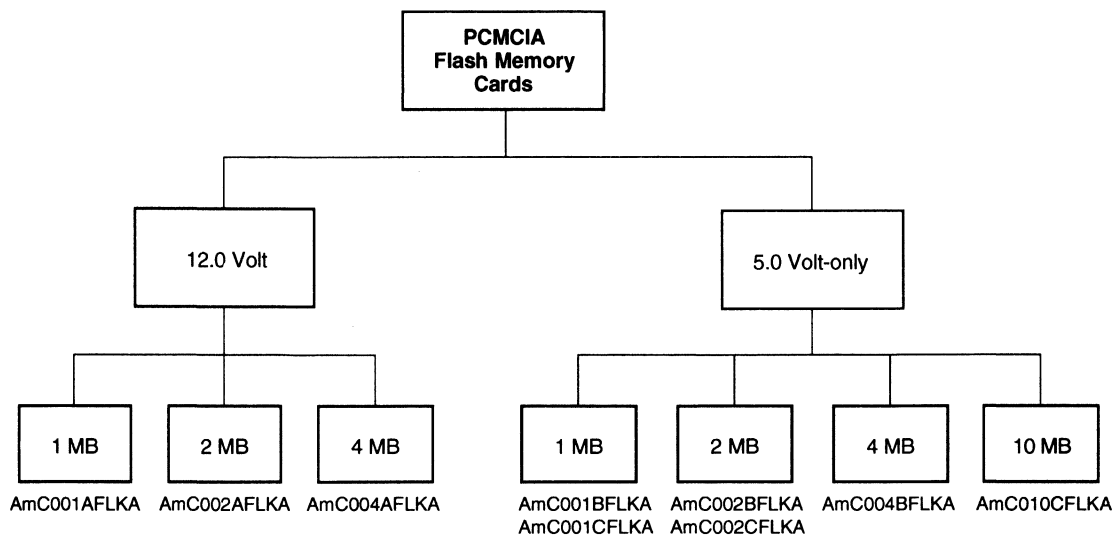 PCMCIA
Flash Memory
Cards
12.0 Volt
5.0 Volt-only
1 MB
2 MB
4 MB
1 MB
2 MB
4 MB
10 MB
AmC001AFLKA
AmC002AFLKA
AmC004AFLKA
AmC001BFLKA
AmC001CFLKA
AmC002BFLKA
AmC002CFLKA
AmC004BFLKA
AmC010CFLKA